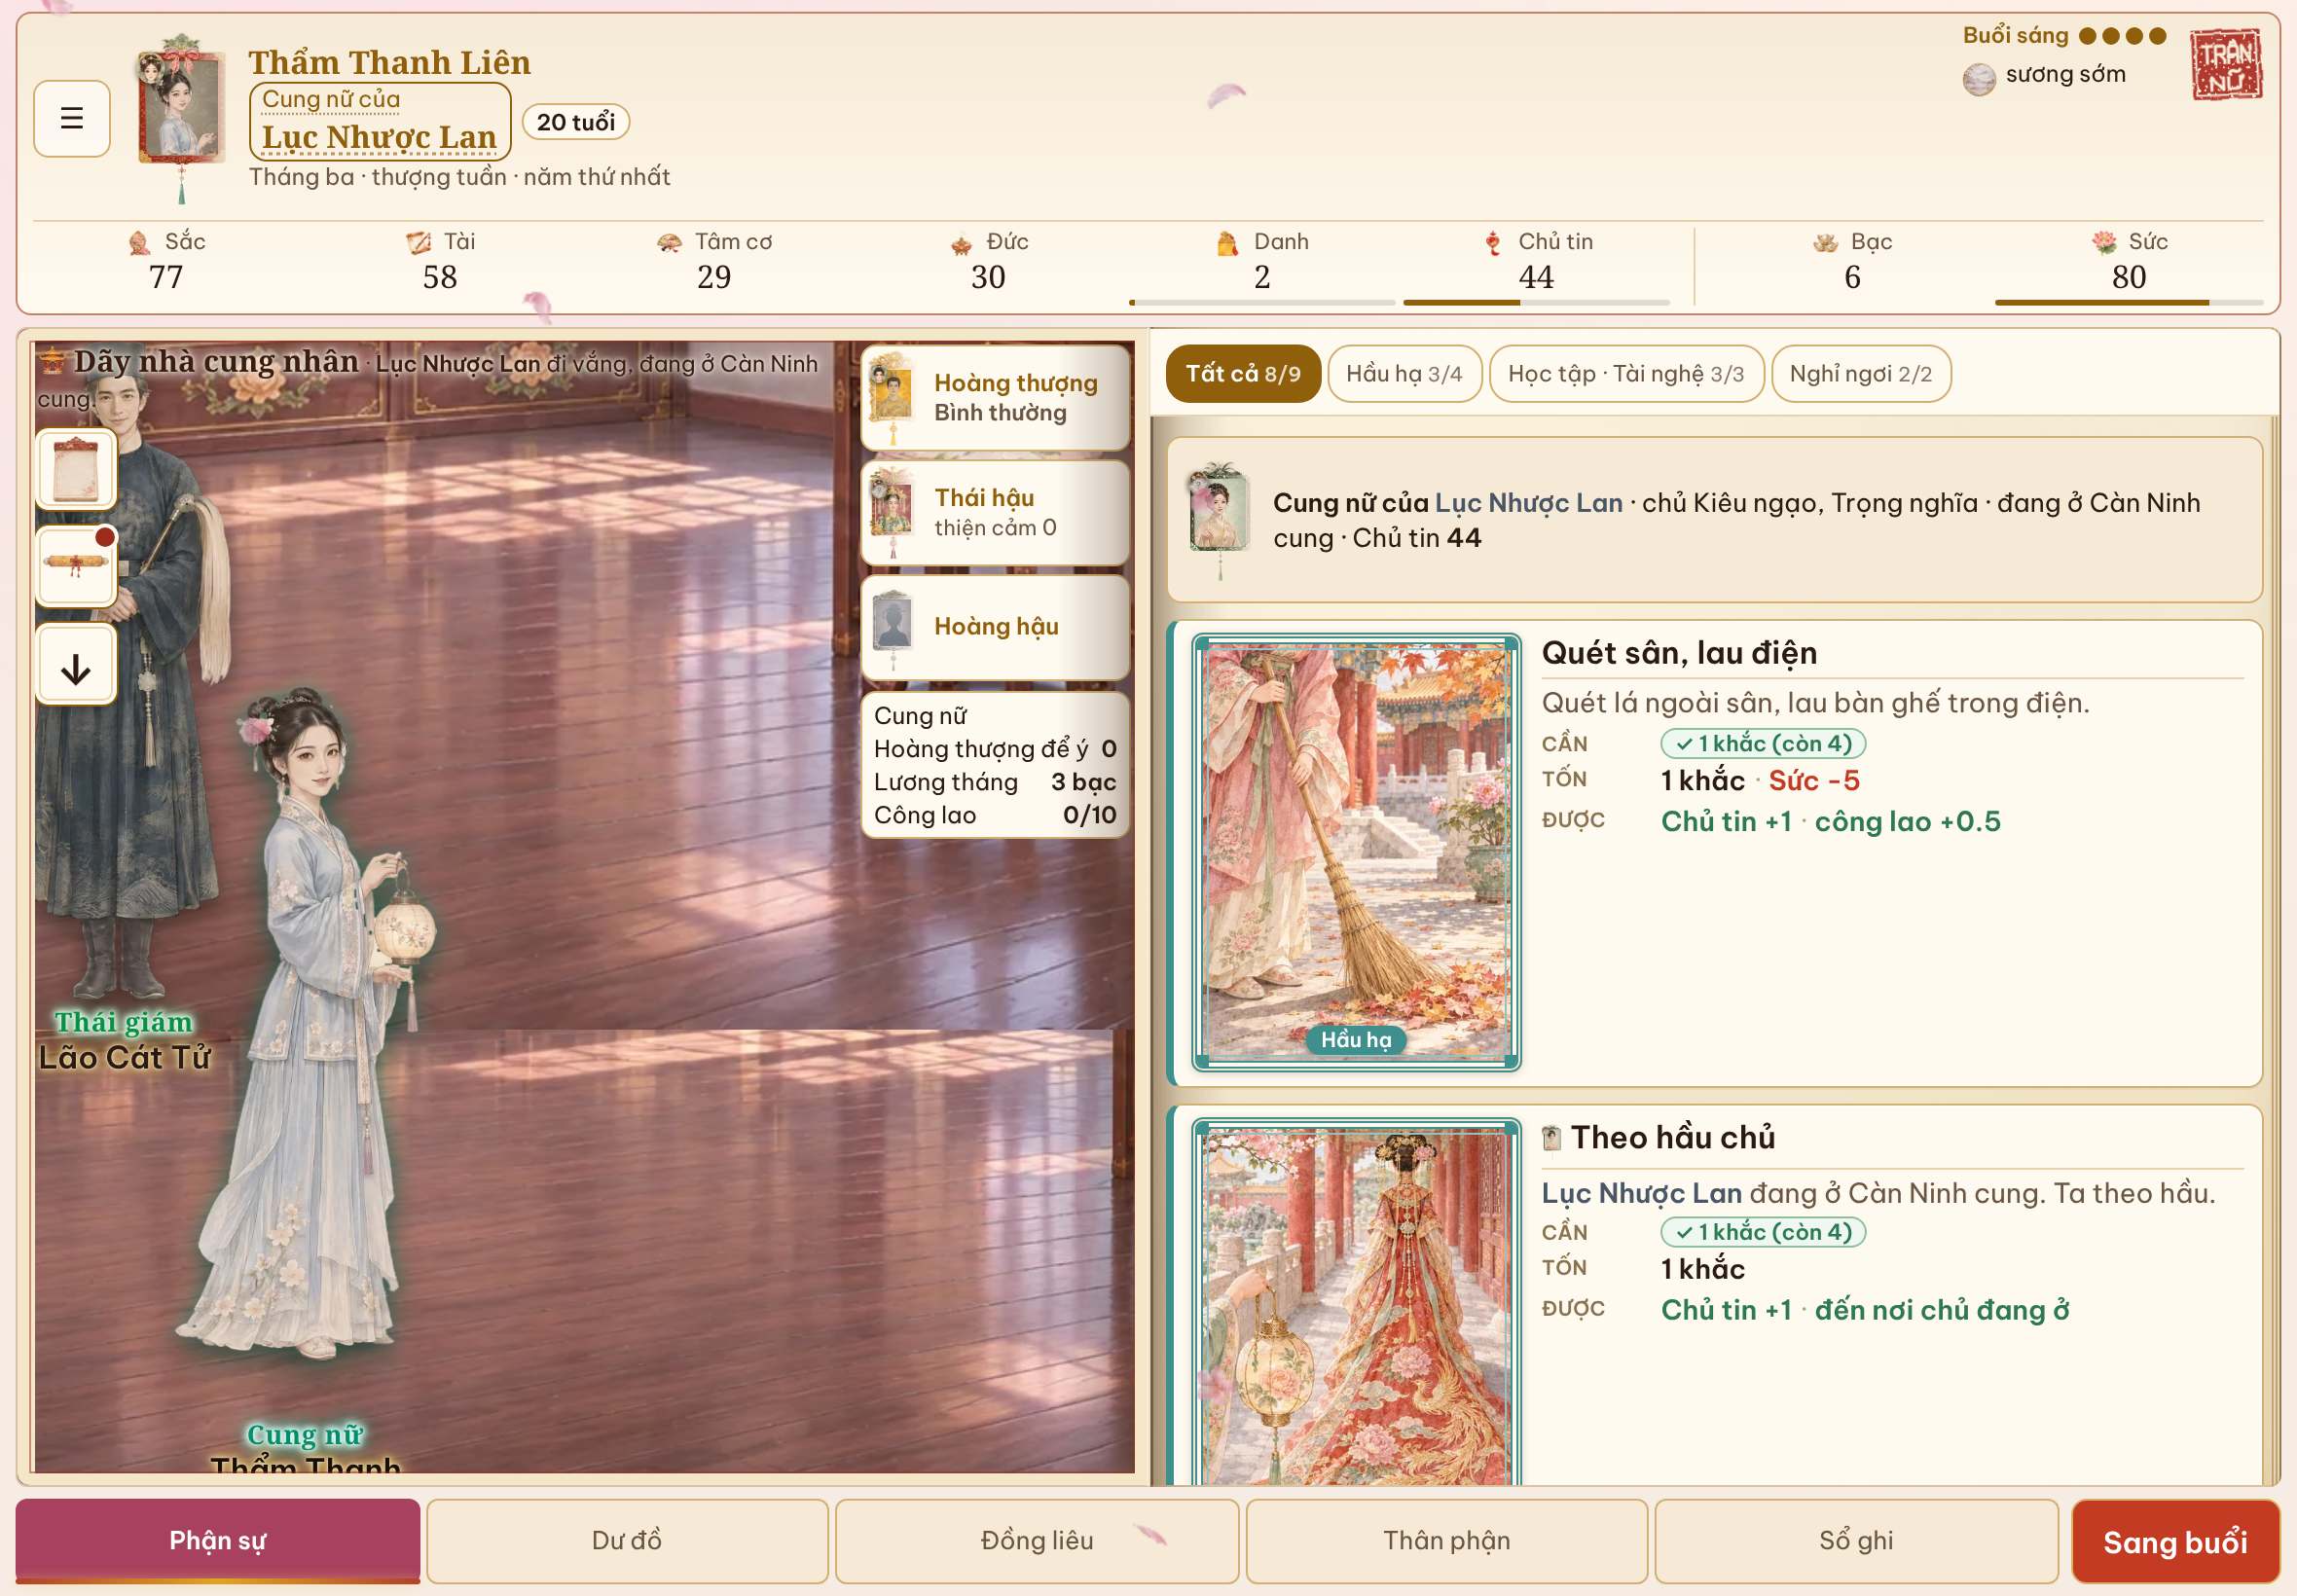 Thẩm Thanh Liên
Cung nữ của
Lục Nhược Lan
20 tuổi
Tháng ba · thượng tuần · năm thứ nhất
Buổi sáng
sương sớm
TRÂN
NỮ
Sắc
77
Tài
58
Tâm cơ
29
Đức
30
Danh
2
Chủ tin
44
Bạc
6
Sức
80
Dãy nhà cung nhân · Lục Nhược Lan đi vắng, đang ở Càn Ninh
cung.
Hoàng thượng
Bình thường
Thái hậu
thiện cảm 0
Hoàng hậu
Cung nữ
Hoàng thượng để ý 0
Lương tháng 3 bạc
Công lao 0/10
Thái giám
Lão Cát Tử
Cung nữ
Thẩm Thanh
Tất cả 8/9
Hầu hạ 3/4
Học tập · Tài nghệ 3/3
Nghỉ ngơi 2/2
Cung nữ của Lục Nhược Lan · chủ Kiêu ngạo, Trọng nghĩa · đang ở Càn Ninh
cung · Chủ tin 44
Quét sân, lau điện
Quét lá ngoài sân, lau bàn ghế trong điện.
CẦN ✓ 1 khắc (còn 4)
TỐN 1 khắc · Sức -5
ĐƯỢC Chủ tin +1 · công lao +0.5
Hầu hạ
Theo hầu chủ
Lục Nhược Lan đang ở Càn Ninh cung. Ta theo hầu.
CẦN ✓ 1 khắc (còn 4)
TỐN 1 khắc
ĐƯỢC Chủ tin +1 · đến nơi chủ đang ở
Phận sự
Dư đồ
Đồng liêu
Thân phận
Sổ ghi
Sang buổi